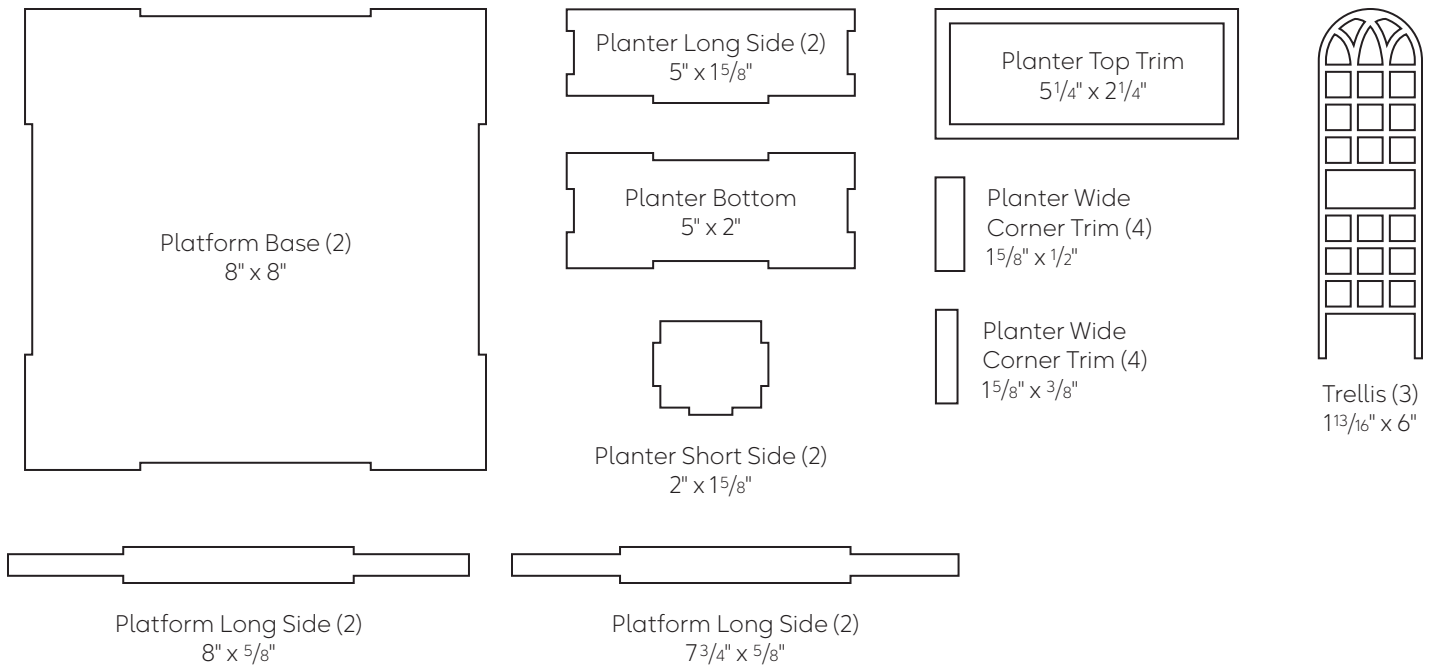 Platform Base (2)
8" x 8"
Planter Long Side (2)
5" x 1 5/8"
Planter Bottom
5" x 2"
Planter Short Side (2)
2" x 1 5/8"
Planter Top Trim
5 1/4" x 2 1/4"
Planter Wide
Corner Trim (4)
1 5/8" x 1/2"
Planter Wide
Corner Trim (4)
1 5/8" x 3/8"
Trellis (3)
1 13/16" x 6"
Platform Long Side (2)
8" x 5/8"
Platform Long Side (2)
7 3/4" x 5/8"